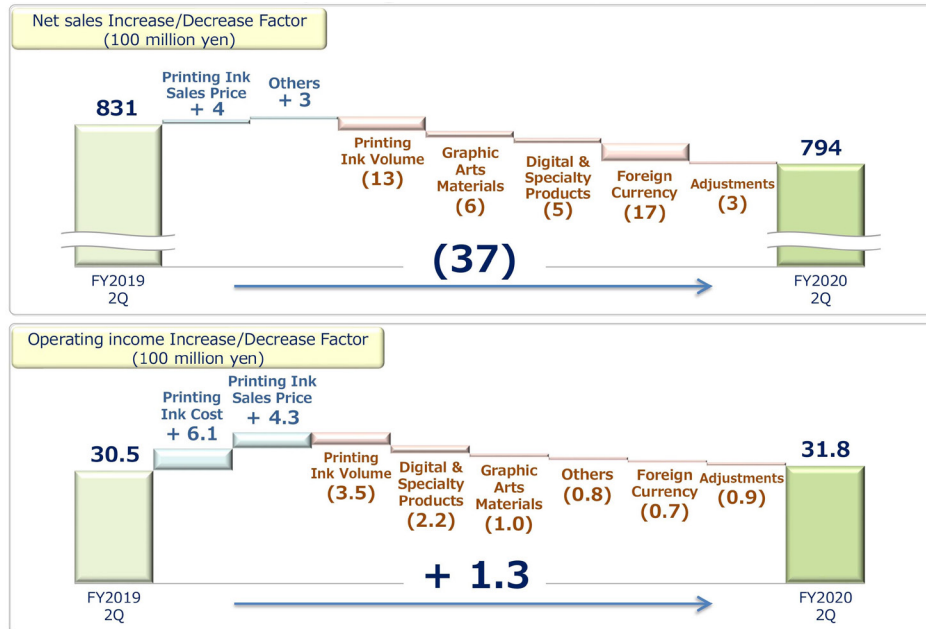 Net sales Increase/Decrease Factor
(100 million yen)
831
Printing Ink
Sales Price
+ 4
Others
+ 3
Printing
Ink Volume
(13)
Graphic
Arts
Materials
(6)
Digital &
Specialty
Products
(5)
Foreign
Currency
(17)
Adjustments
(3)
794
(37)
FY2019
2Q
FY2020
2Q
Operating income Increase/Decrease Factor
(100 million yen)
30.5
Printing
Ink Cost
+ 6.1
Printing Ink
Sales Price
+ 4.3
Printing
Ink Volume
(3.5)
Digital &
Specialty
Products
(2.2)
Graphic
Arts
Materials
(1.0)
Others
(0.8)
Foreign
Currency
(0.7)
Adjustments
(0.9)
31.8
+ 1.3
FY2019
2Q
FY2020
2Q